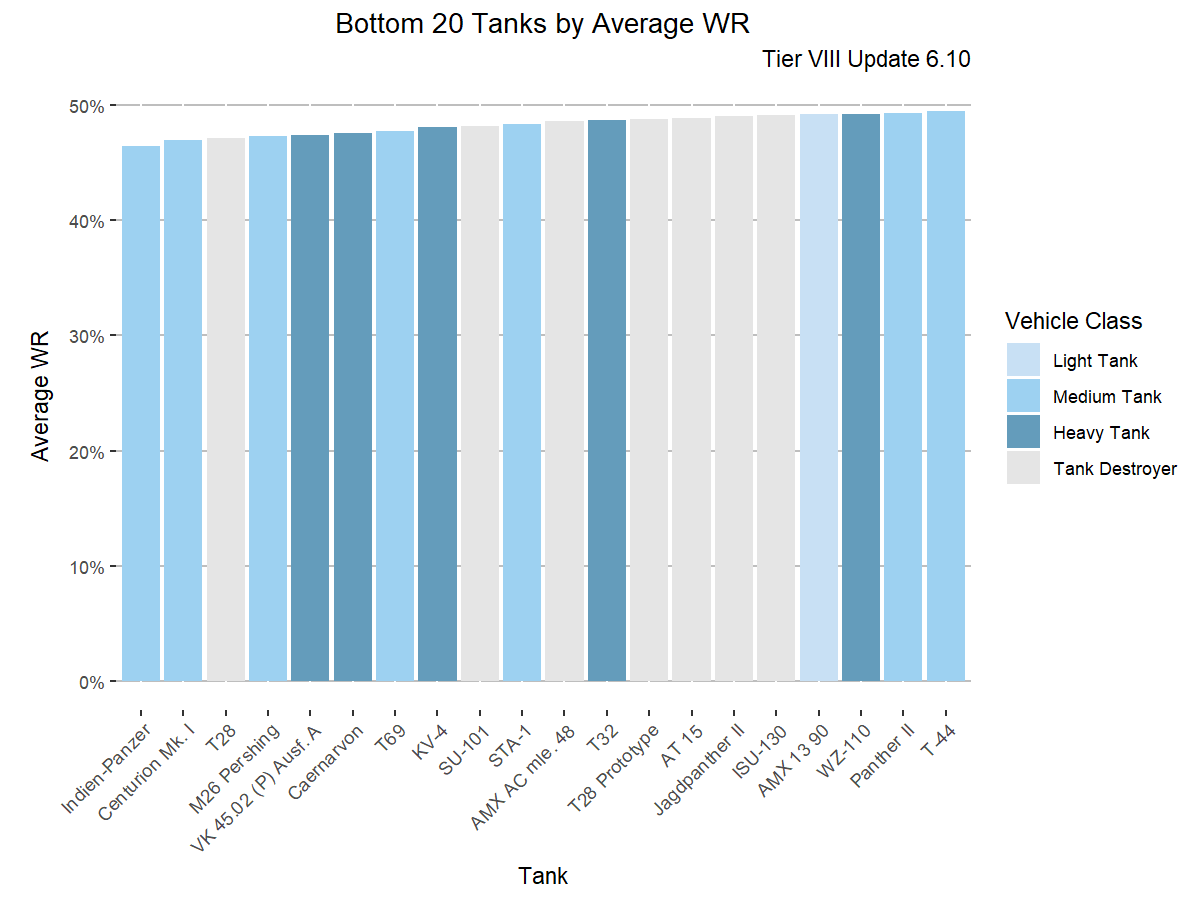 Bottom 20 Tanks by Average WR
Tier VIII Update 6.10
Average WR
50%
40%
30%
20%
10%
0%
Indien-Panzer
Centurion Mk. I
T28
M26 Pershing
VK 45.02 (P) Ausf. A
Caernarvon
T69
KV-4
SU-101
STA-1
AMX AC mle. 48
T32
T28 Prototype
AT 15
Jagdpanther II
ISU-130
AMX 13 90
WZ-110
Panther II
T-44
Tank
Vehicle Class
Light Tank
Medium Tank
Heavy Tank
Tank Destroyer